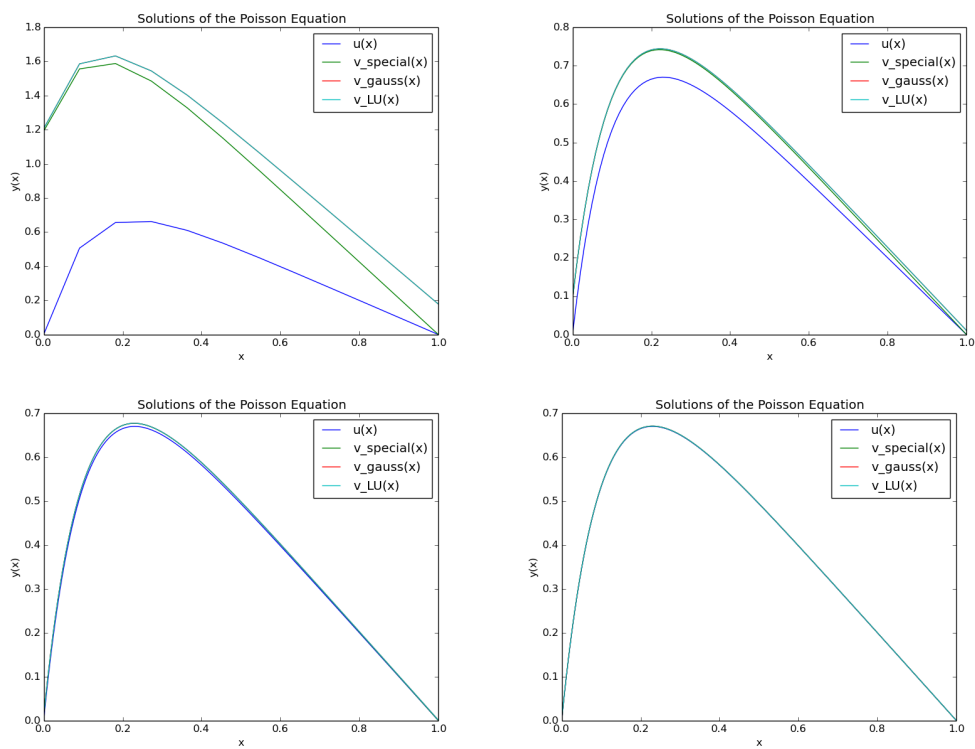 Solutions of the Poisson Equation
1.8
1.6
1.4
1.2
1.0
0.8
0.6
0.4
0.2
0.0
y(x)
u(x)
v_special(x)
v_gauss(x)
v_LU(x)
0.0 0.2 0.4 0.6 0.8 1.0
x
Solutions of the Poisson Equation
0.8
0.7
0.6
0.5
0.4
0.3
0.2
0.1
0.0
y(x)
u(x)
v_special(x)
v_gauss(x)
v_LU(x)
0.0 0.2 0.4 0.6 0.8 1.0
x
Solutions of the Poisson Equation
0.7
0.6
0.5
0.4
0.3
0.2
0.1
0.0
y(x)
u(x)
v_special(x)
v_gauss(x)
v_LU(x)
0.0 0.2 0.4 0.6 0.8 1.0
x
Solutions of the Poisson Equation
0.7
0.6
0.5
0.4
0.3
0.2
0.1
0.0
y(x)
u(x)
v_special(x)
v_gauss(x)
v_LU(x)
0.0 0.2 0.4 0.6 0.8 1.0
x